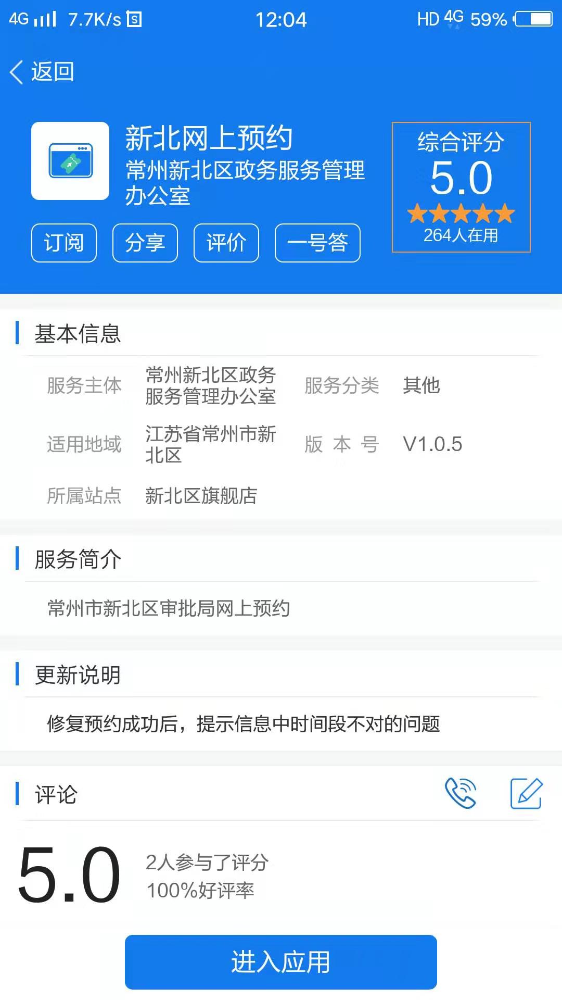 4G 7.7K/s 12:04 HD 4G 59%
返回
新北网上预约
常州新北区政务服务管理
办公室
综合评分
5.0
264人在用
订阅 分享 评价 一号答
基本信息
服务主体 常州新北区政务 服务分类 其他
服务管理办公室
适用地域 江苏省常州市新 版本号 V1.0.5
北区
所属站点 新北区旗舰店
服务简介
常州市新北区审批局网上预约
更新说明
修复预约成功后，提示信息中时间段不对的问题
评论
5.0 2人参与了评分
100%好评率
进入应用